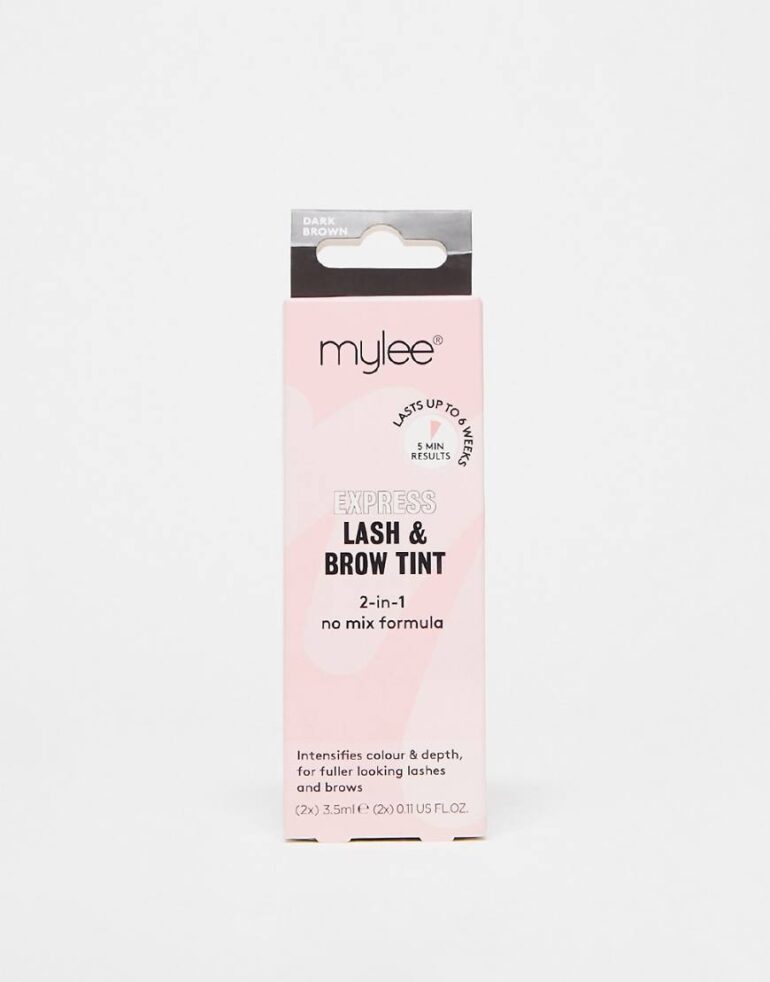 DARK
BROWN
mylee®
LASTS UP TO 6 WEEKS
5 MIN
RESULTS
EXPRESS
LASH &
BROW TINT
2-in-1
no mix formula
Intensifies colour & depth,
for fuller looking lashes
and brows
(2x) 3.5ml ℮ (2x) 0.11 US FL.OZ.